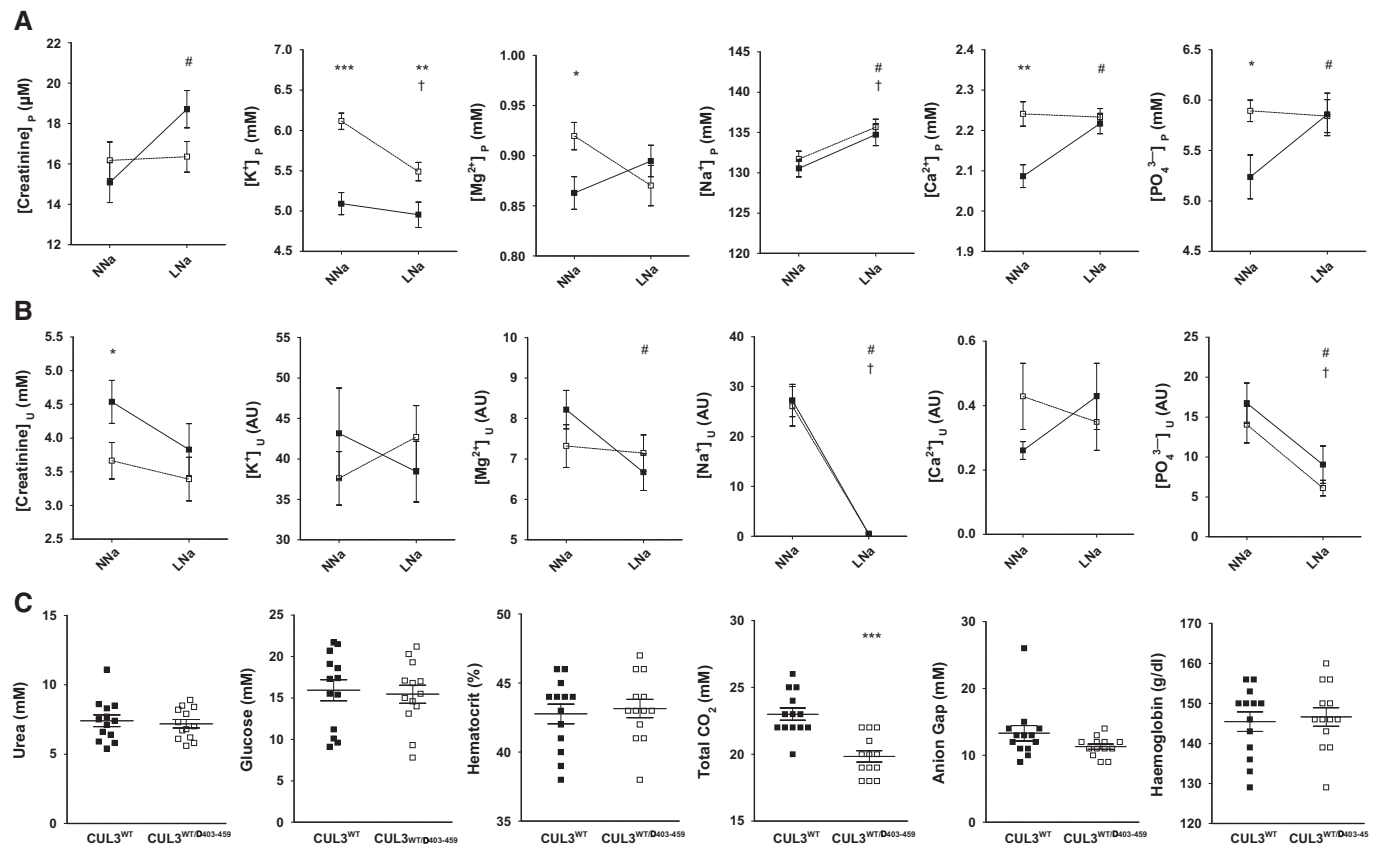 A
[Creatinine] P (µM)
22
20
18
16
14
12
#
NNa
LNa
[K⁺] P (mM)
7.0
6.5
6.0
5.5
5.0
4.5
***
**
†
NNa
LNa
[Mg²⁺] P (mM)
1.00
0.95
0.90
0.85
0.80
*
NNa
LNa
[Na⁺] P (mM)
145
140
135
130
125
120
#
†
NNa
LNa
[Ca²⁺] P (mM)
2.4
2.3
2.2
2.1
2.0
1.9
**
#
NNa
LNa
[PO₄³⁻] P (mM)
6.5
6.0
5.5
5.0
4.5
*
#
NNa
LNa
B
[Creatinine] U (mM)
5.5
5.0
4.5
4.0
3.5
3.0
2.5
*
NNa
LNa
[K⁺] U (AU)
55
50
45
40
35
30
NNa
LNa
[Mg²⁺] U (AU)
10
9
8
7
6
5
#
NNa
LNa
[Na⁺] U (AU)
40
30
20
10
0
#
†
NNa
LNa
[Ca²⁺] U (AU)
0.6
0.4
0.2
0.0
NNa
LNa
[PO₄³⁻] U (AU)
25
20
15
10
5
0
#
†
NNa
LNa
C
Urea (mM)
15
10
5
0
CUL3ᵂᵀ
CUL3ᵂᵀ/ᴰ⁴⁰³⁻⁴⁵⁹
Glucose (mM)
25
20
15
10
5
0
CUL3ᵂᵀ
CUL3WT/D403-459
Hematocrit (%)
50
45
40
35
CUL3ᵂᵀ
CUL3ᵂᵀ/ᴰ⁴⁰³⁻⁴⁵⁹
Total CO₂ (mM)
30
25
20
15
***
CUL3ᵂᵀ
CUL3ᵂᵀ/ᴰ⁴⁰³⁻⁴⁵⁹
Anion Gap (mM)
30
20
10
0
CUL3ᵂᵀ
CUL3ᵂᵀ/ᴰ⁴⁰³⁻⁴⁵⁹
Haemoglobin (g/dl)
170
160
150
140
130
120
CUL3ᵂᵀ
CUL3ᵂᵀ/ᴰ⁴⁰³⁻⁴⁵